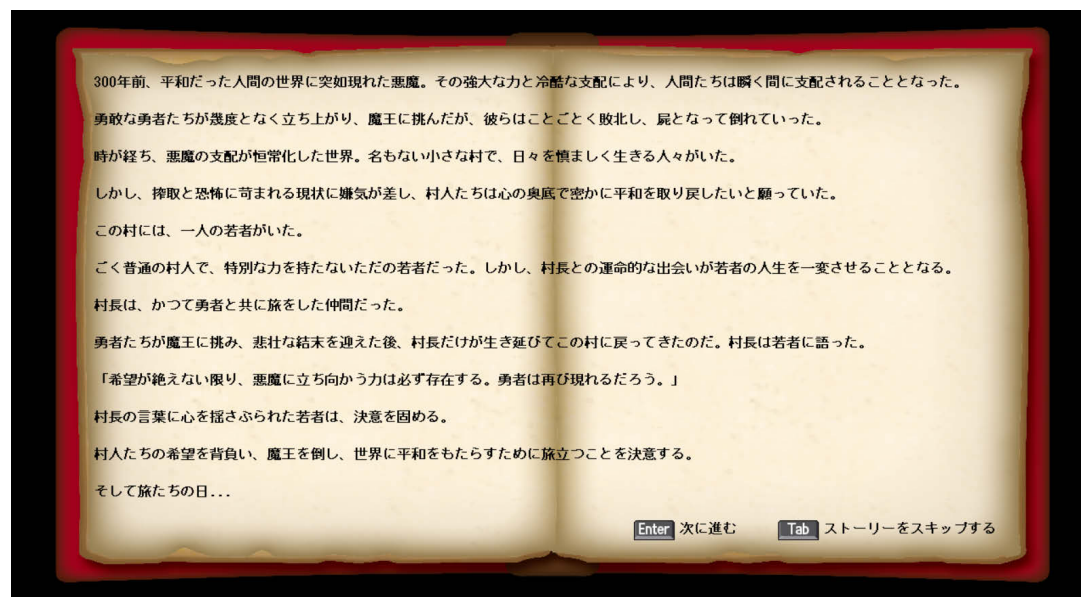 300年前、平和だった人間の世界に突如現れた悪魔。その強大な力と冷酷な支配により、人間たちは瞬く間に支配されることとなった。
勇敢な勇者たちが幾度となく立ち上がり、魔王に挑んだが、彼らはことごとく敗北し、屍となって倒れていった。
時が経ち、悪魔の支配が恒常化した世界。名もない小さな村で、日々を慎ましく生きる人々がいた。
しかし、搾取と恐怖に苛まれる現状に嫌気が差し、村人たちは心の奥底で密かに平和を取り戻したいと願っていた。
この村には、一人の若者がいた。
ごく普通の村人で、特別な力を持たないただの若者だった。しかし、村長との運命的な出会いが若者の人生を一変させることとなる。
村長は、かつて勇者と共に旅をした仲間だった。
勇者たちが魔王に挑み、悲壮な結末を迎えた後、村長だけが生き延びてこの村に戻ってきたのだ。村長は若者に語った。
「希望が絶えない限り、悪魔に立ち向かう力は必ず存在する。勇者は再び現れるだろう。」
村長の言葉に心を揺さぶられた若者は、決意を固める。
村人たちの希望を背負い、魔王を倒し、世界に平和をもたらすために旅立つことを決意する。
そして旅たちの日...
Enter 次に進む Tab ストーリーをスキップする